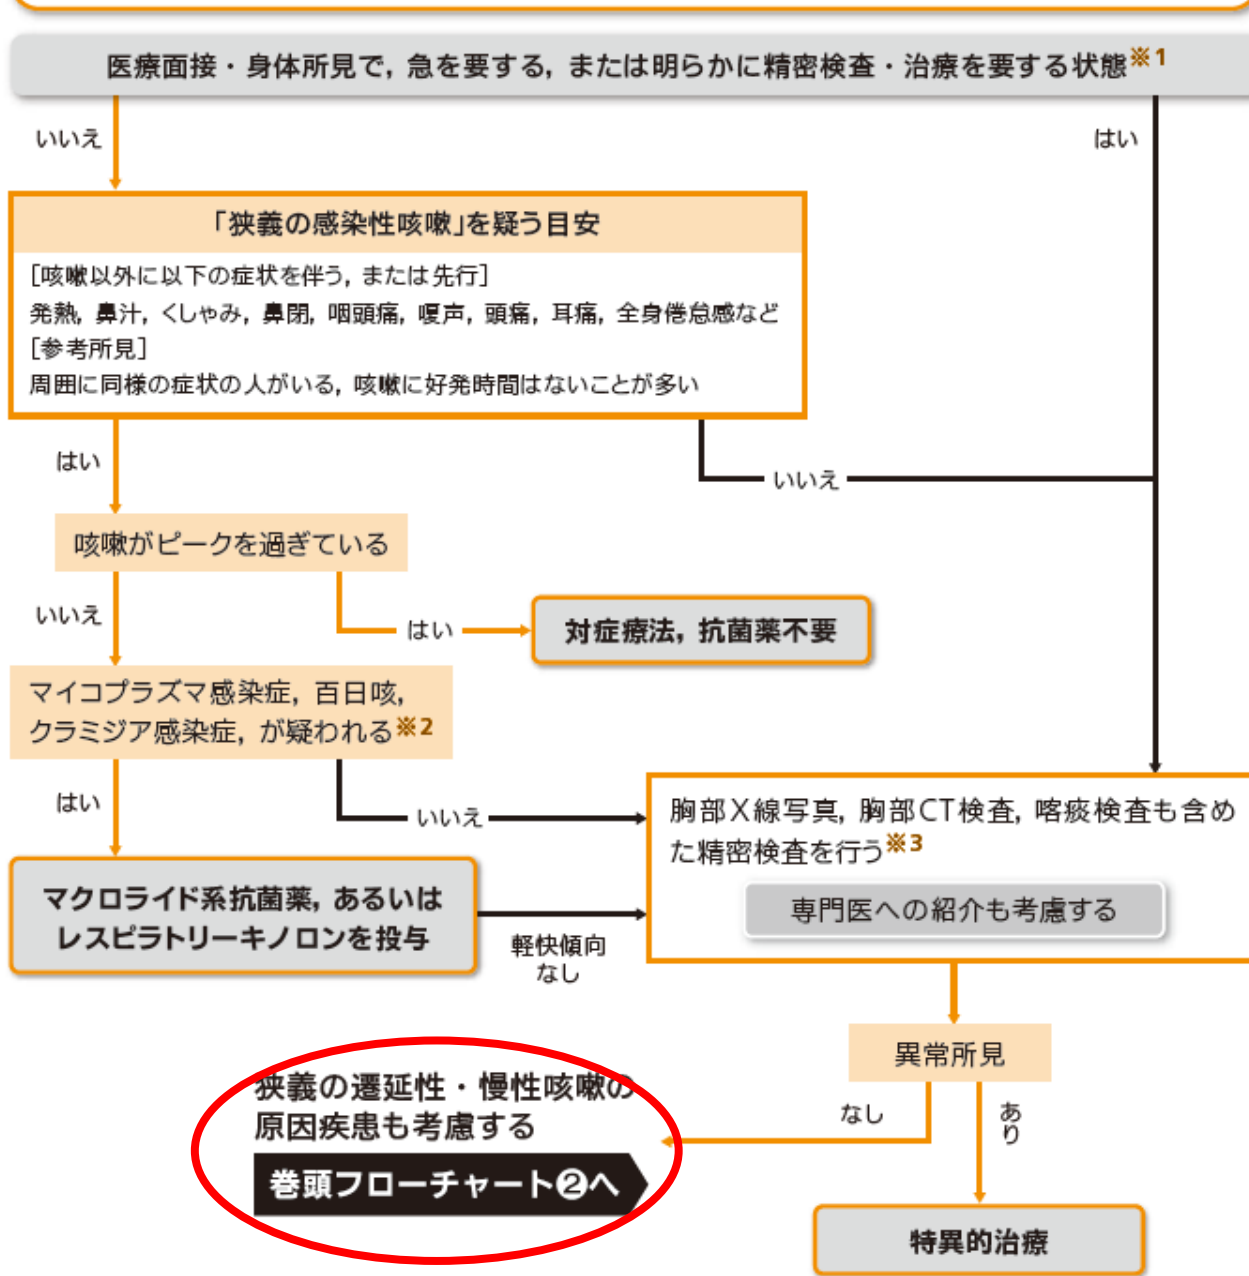 医療面接・身体所見で, 急を要する, または明らかに精密検査・治療を要する状態※1
いいえ
はい
「狭義の感染性咳嗽」を疑う目安
[咳嗽以外に以下の症状を伴う, または先行]
発熱, 鼻汁, くしゃみ, 鼻閉, 咽頭痛, 嗄声, 頭痛, 耳痛, 全身倦怠感など
[参考所見]
周囲に同様の症状の人がいる, 咳嗽に好発時間はないことが多い
はい
いいえ
咳嗽がピークを過ぎている
いいえ
はい
対症療法, 抗菌薬不要
マイコプラズマ感染症, 百日咳,
クラミジア感染症, が疑われる※2
はい
いいえ
胸部X線写真, 胸部CT検査, 喀痰検査も含め
た精密検査を行う※3
専門医への紹介も考慮する
マクロライド系抗菌薬, あるいは
レスピラトリーキノロンを投与
軽快傾向
なし
異常所見
なし
あり
狭義の遷延性・慢性咳嗽の
原因疾患も考慮する
巻頭フローチャート❷へ
特異的治療